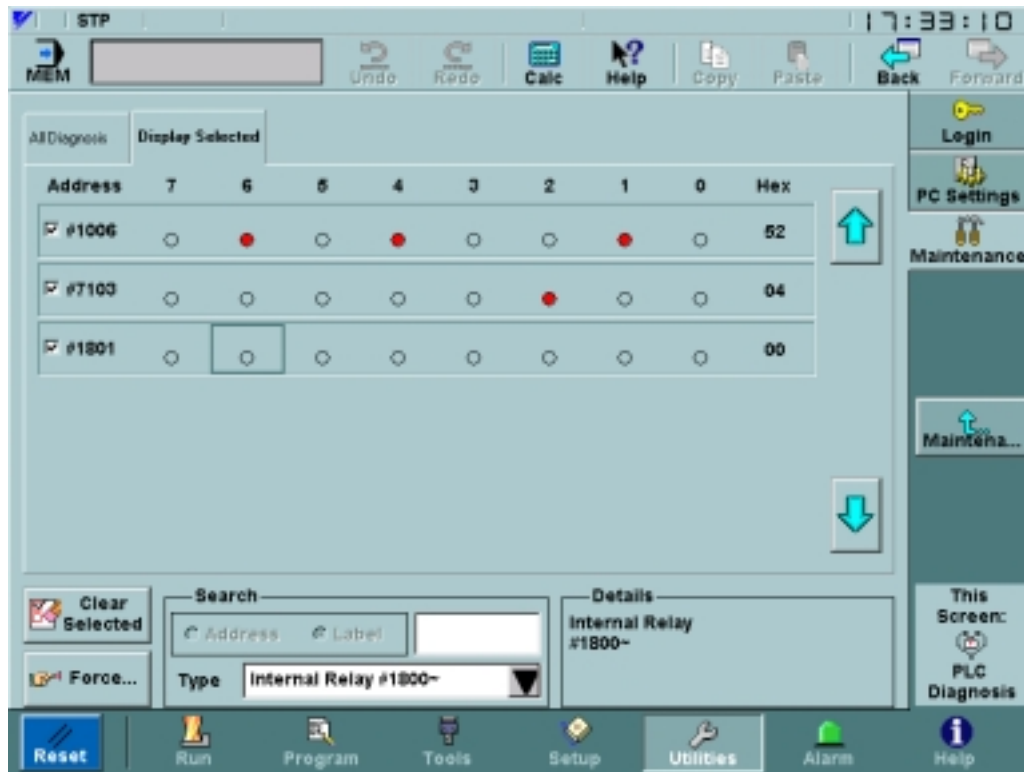 STP
17:33:10
MEM
Undo Redo Calc Help Copy Paste Back Forward
All Diagnosis Display Selected
Login
PC Settings
Maintenance
Address 7 6 5 4 3 2 1 0 Hex
#1006 52
#7103 04
#1801 00
Maintena...
Clear
Selected
Force...
Search
Address Label
Type Internal Relay #1800~
Details
Internal Relay
#1800~
This
Screen:
PLC
Diagnosis
Reset Run Program Tools Setup Utilities Alarm Help